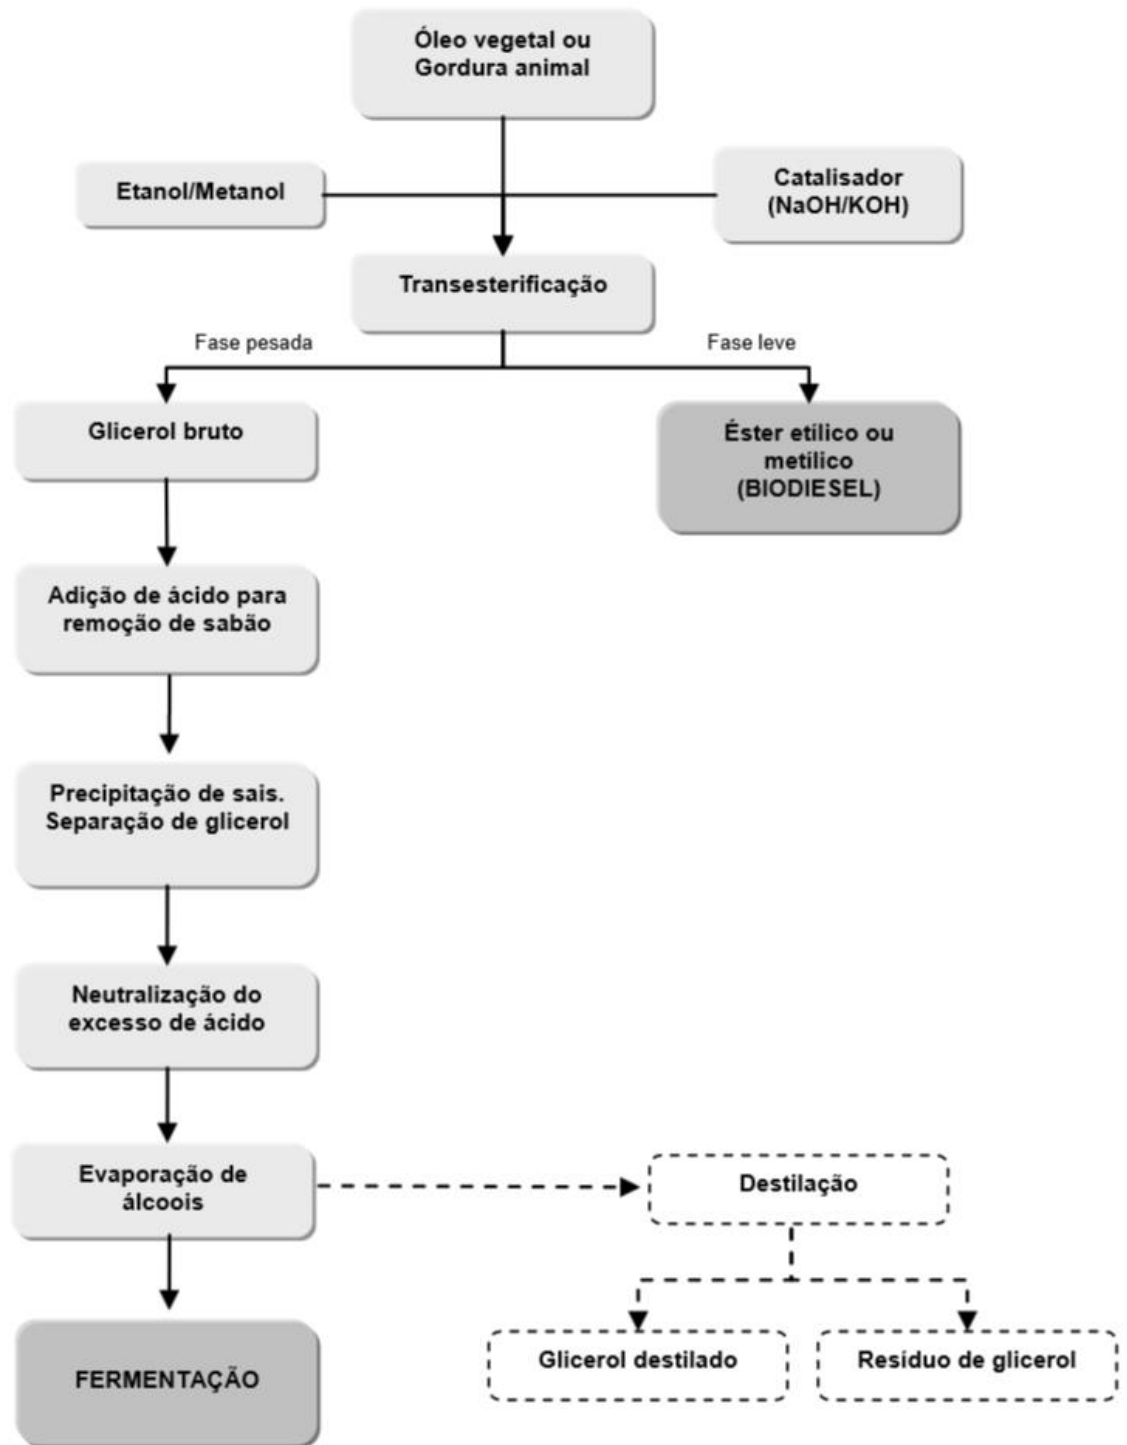 Óleo vegetal ou
Gordura animal
Etanol/Metanol
Catalisador
(NaOH/KOH)
Transesterificação
Fase pesada
Fase leve
Glicerol bruto
Éster etílico ou
metílico
(BIODIESEL)
Adição de ácido para
remoção de sabão
Precipitação de sais.
Separação de glicerol
Neutralização do
excesso de ácido
Evaporação de
álcoois
Destilação
Glicerol destilado
Resíduo de glicerol
FERMENTAÇÃO